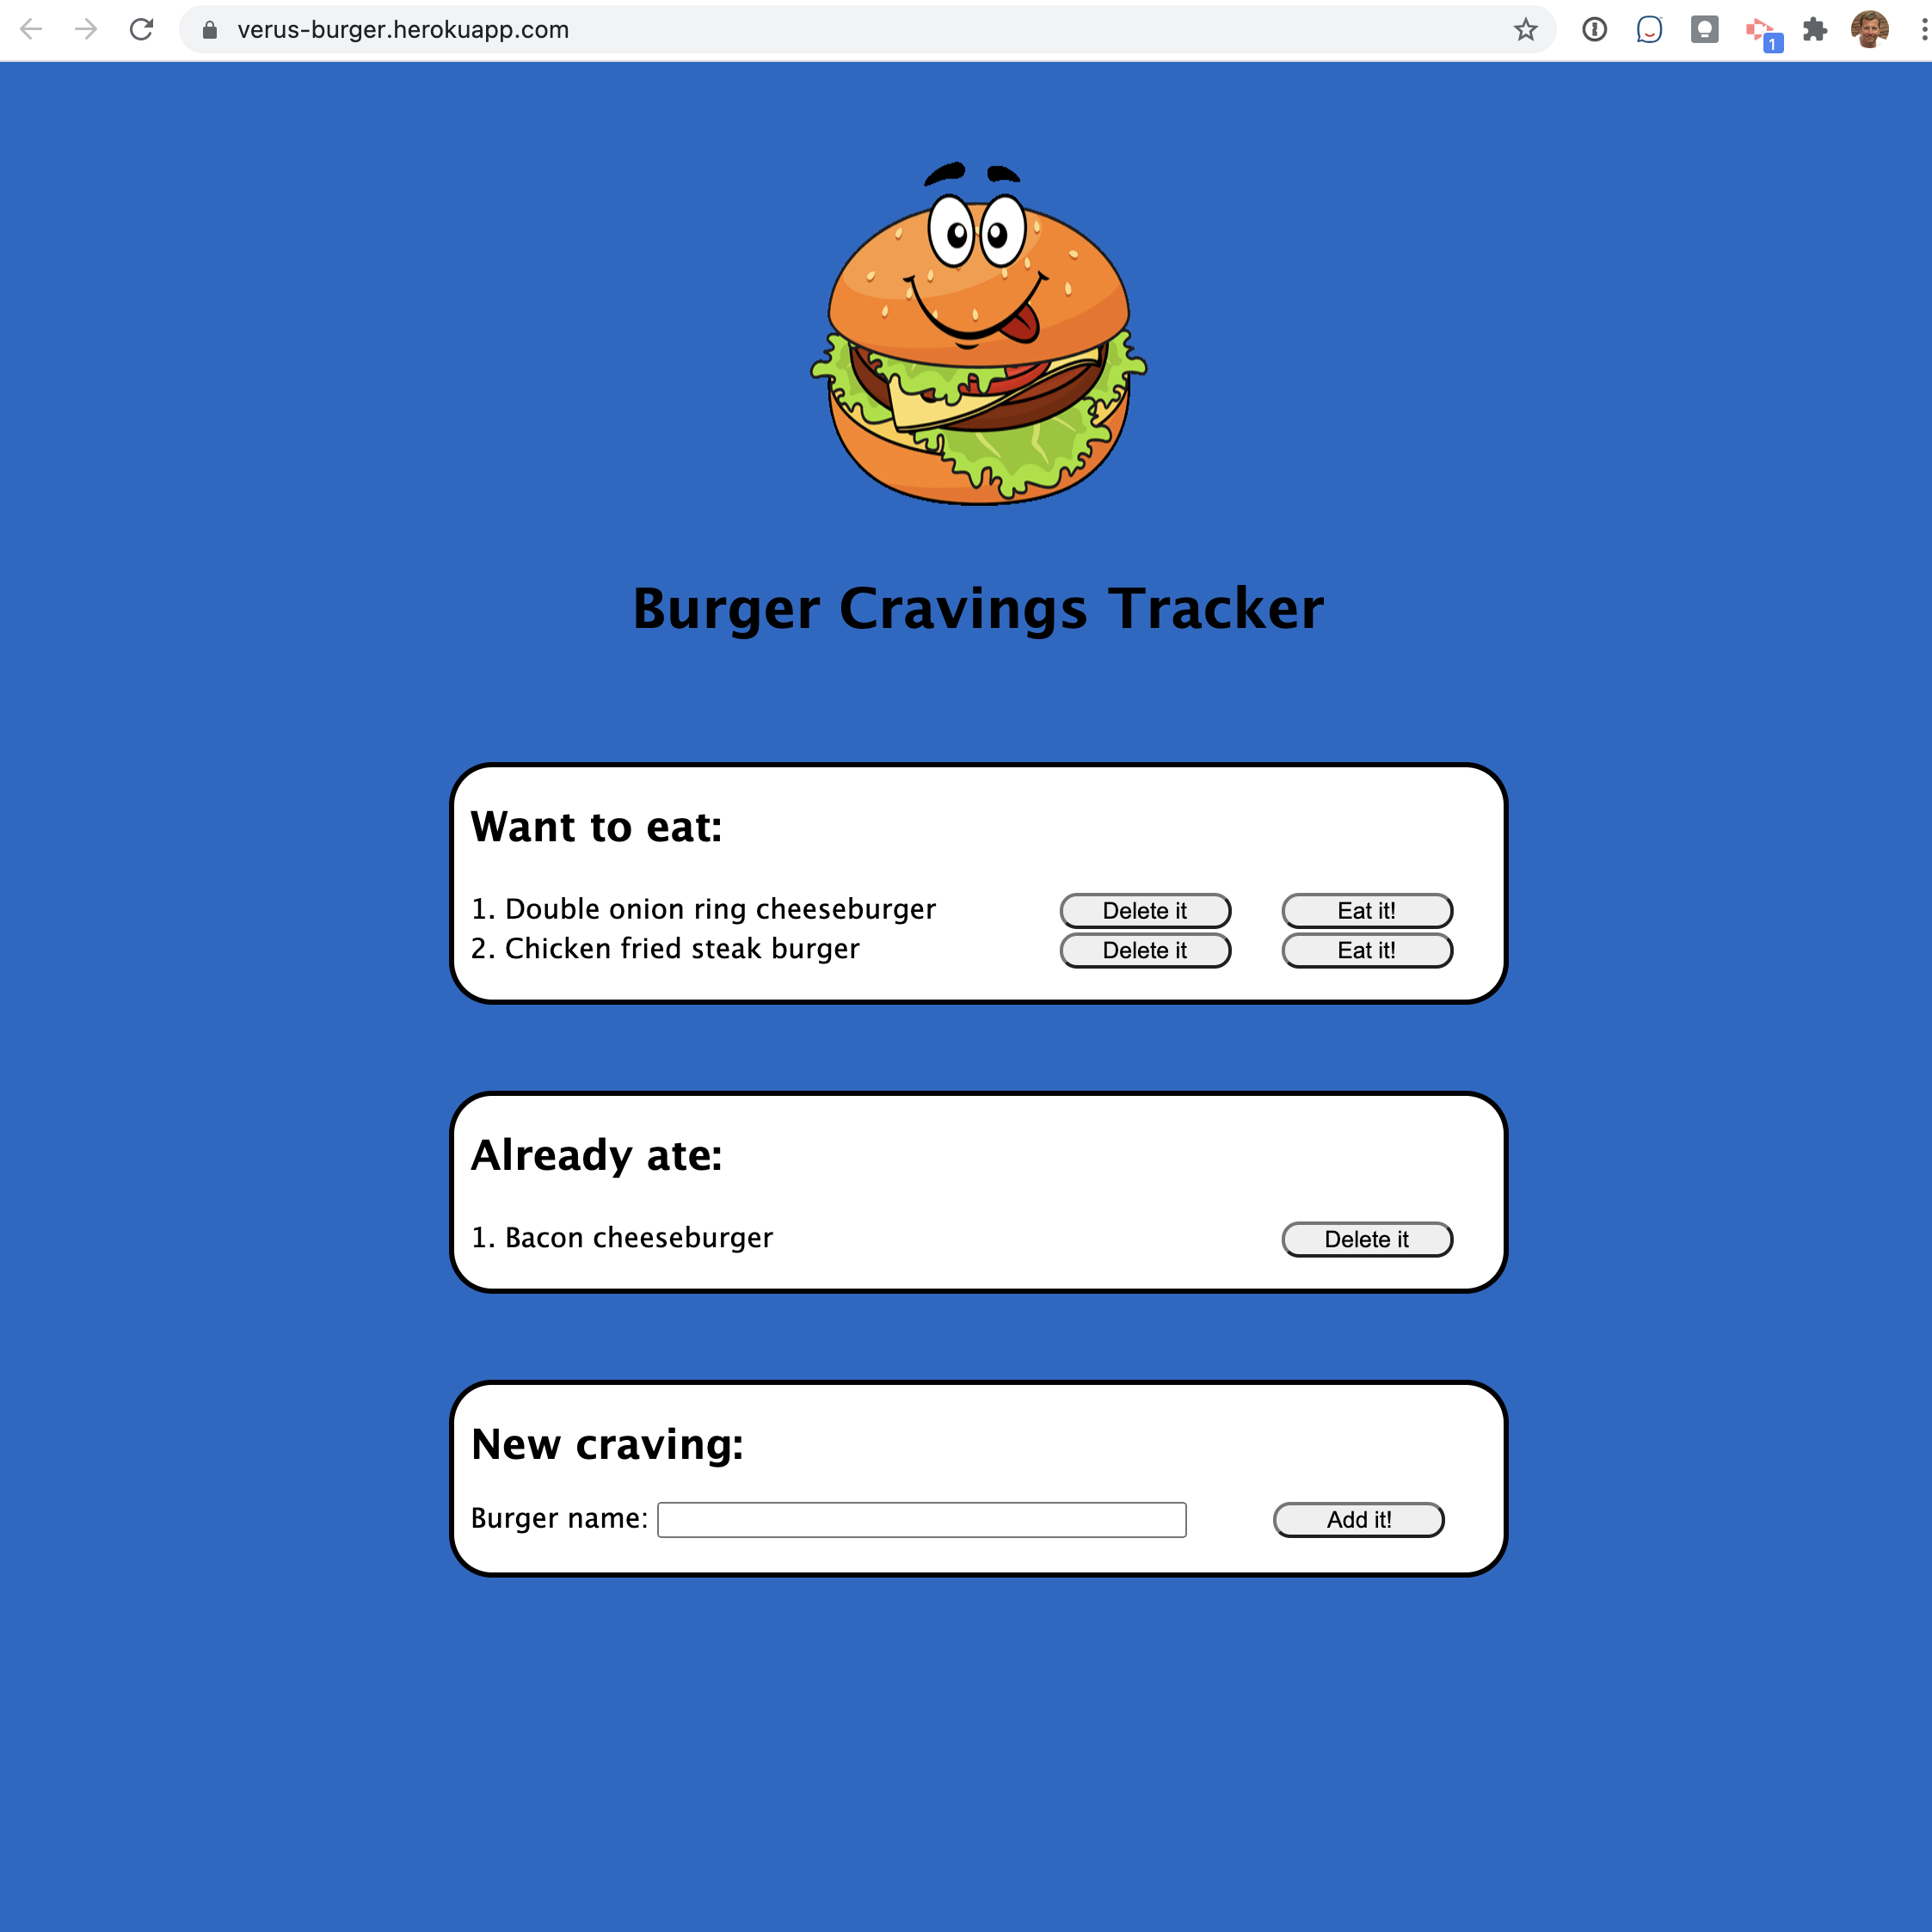 verus-burger.herokuapp.com
1
Burger Cravings Tracker
Want to eat:
1. Double onion ring cheeseburger Delete it Eat it!
2. Chicken fried steak burger Delete it Eat it!
Already ate:
1. Bacon cheeseburger Delete it
New craving:
Burger name: Add it!